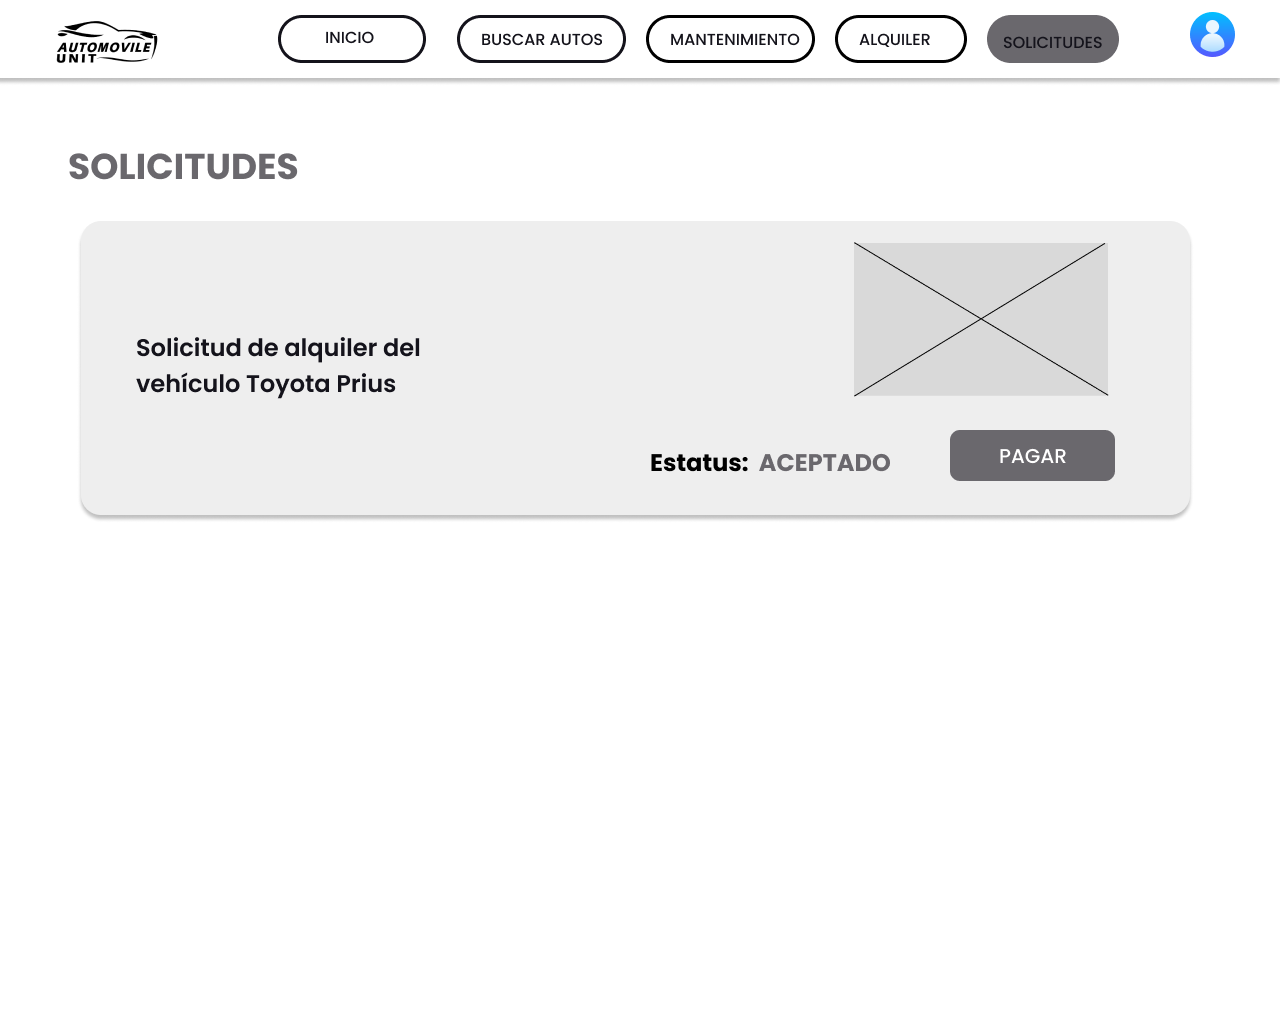 AUTOMOVILE
UNIT
INICIO
BUSCAR AUTOS
MANTENIMIENTO
ALQUILER
SOLICITUDES
SOLICITUDES
Solicitud de alquiler del
vehículo Toyota Prius
Estatus: ACEPTADO
PAGAR